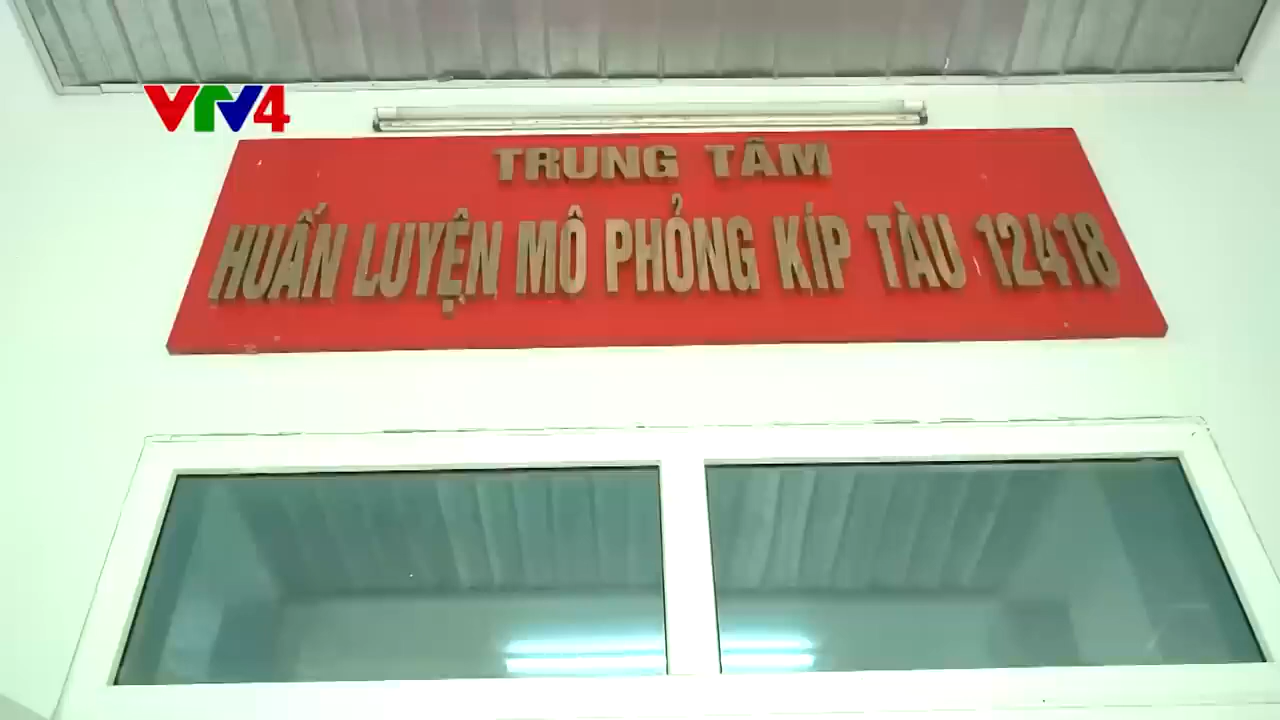 VTV4
TRUNG TÂM
HUẤN LUYỆN MÔ PHỎNG KÍP TÀU 12418